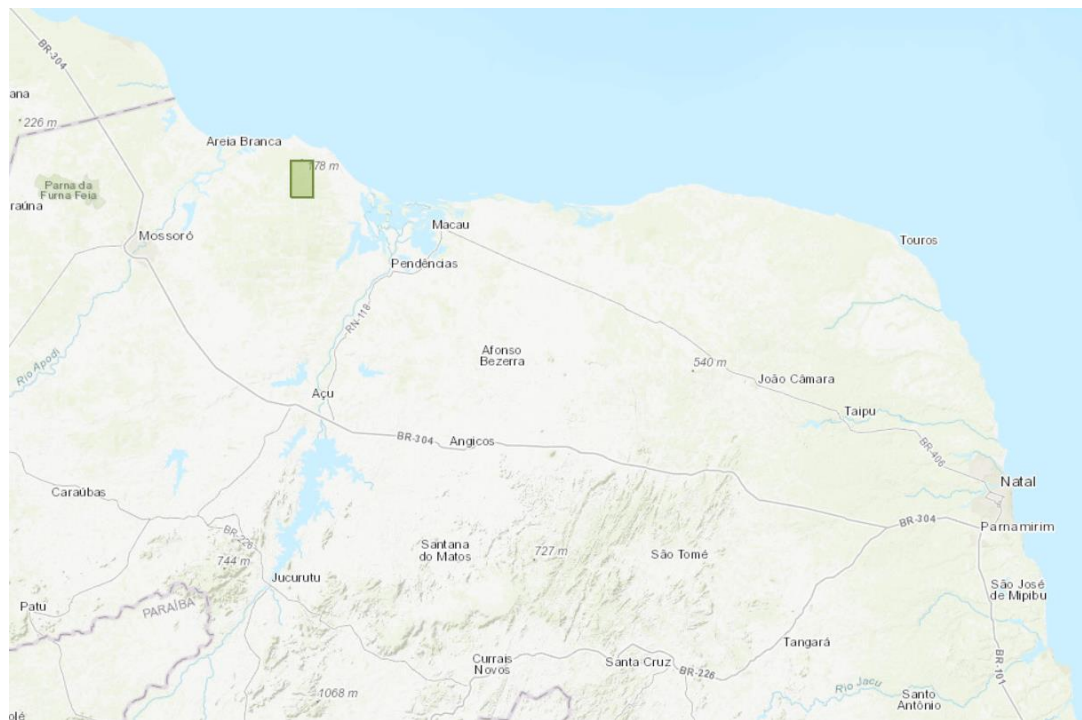 BR-304
ana
226 m
Areia Branca
178 m
Parna da
Furna Feia
raúna
Mossoró
Macau
Touros
Pendências
RN-118
Afonso
Bezerra
540 m
Rio Apodi
João Câmara
Açu
Taipu
BR-304
Angicos
BR-406
Natal
Caraúbas
BR-304
Parnamirim
BR-226
Santana
do Matos
727 m
São Tomé
744 m
Jucurutu
São José
de Mipibu
Patu
PARAÍBA
Tangará
Currais
Novos
Santa Cruz
BR-226
BR-101
Rio Jacu
1068 m
Santo
Antônio
olé